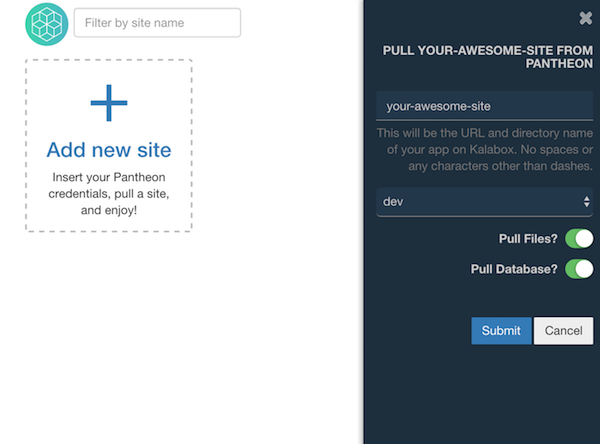 Filter by site name
Add new site
Insert your Pantheon
credentials, pull a site,
and enjoy!
PULL YOUR-AWESOME-SITE FROM
PANTHEON
your-awesome-site
This will be the URL and directory name
of your app on Kalabox. No spaces or
any characters other than dashes.
dev
Pull Files?
Pull Database?
Submit Cancel